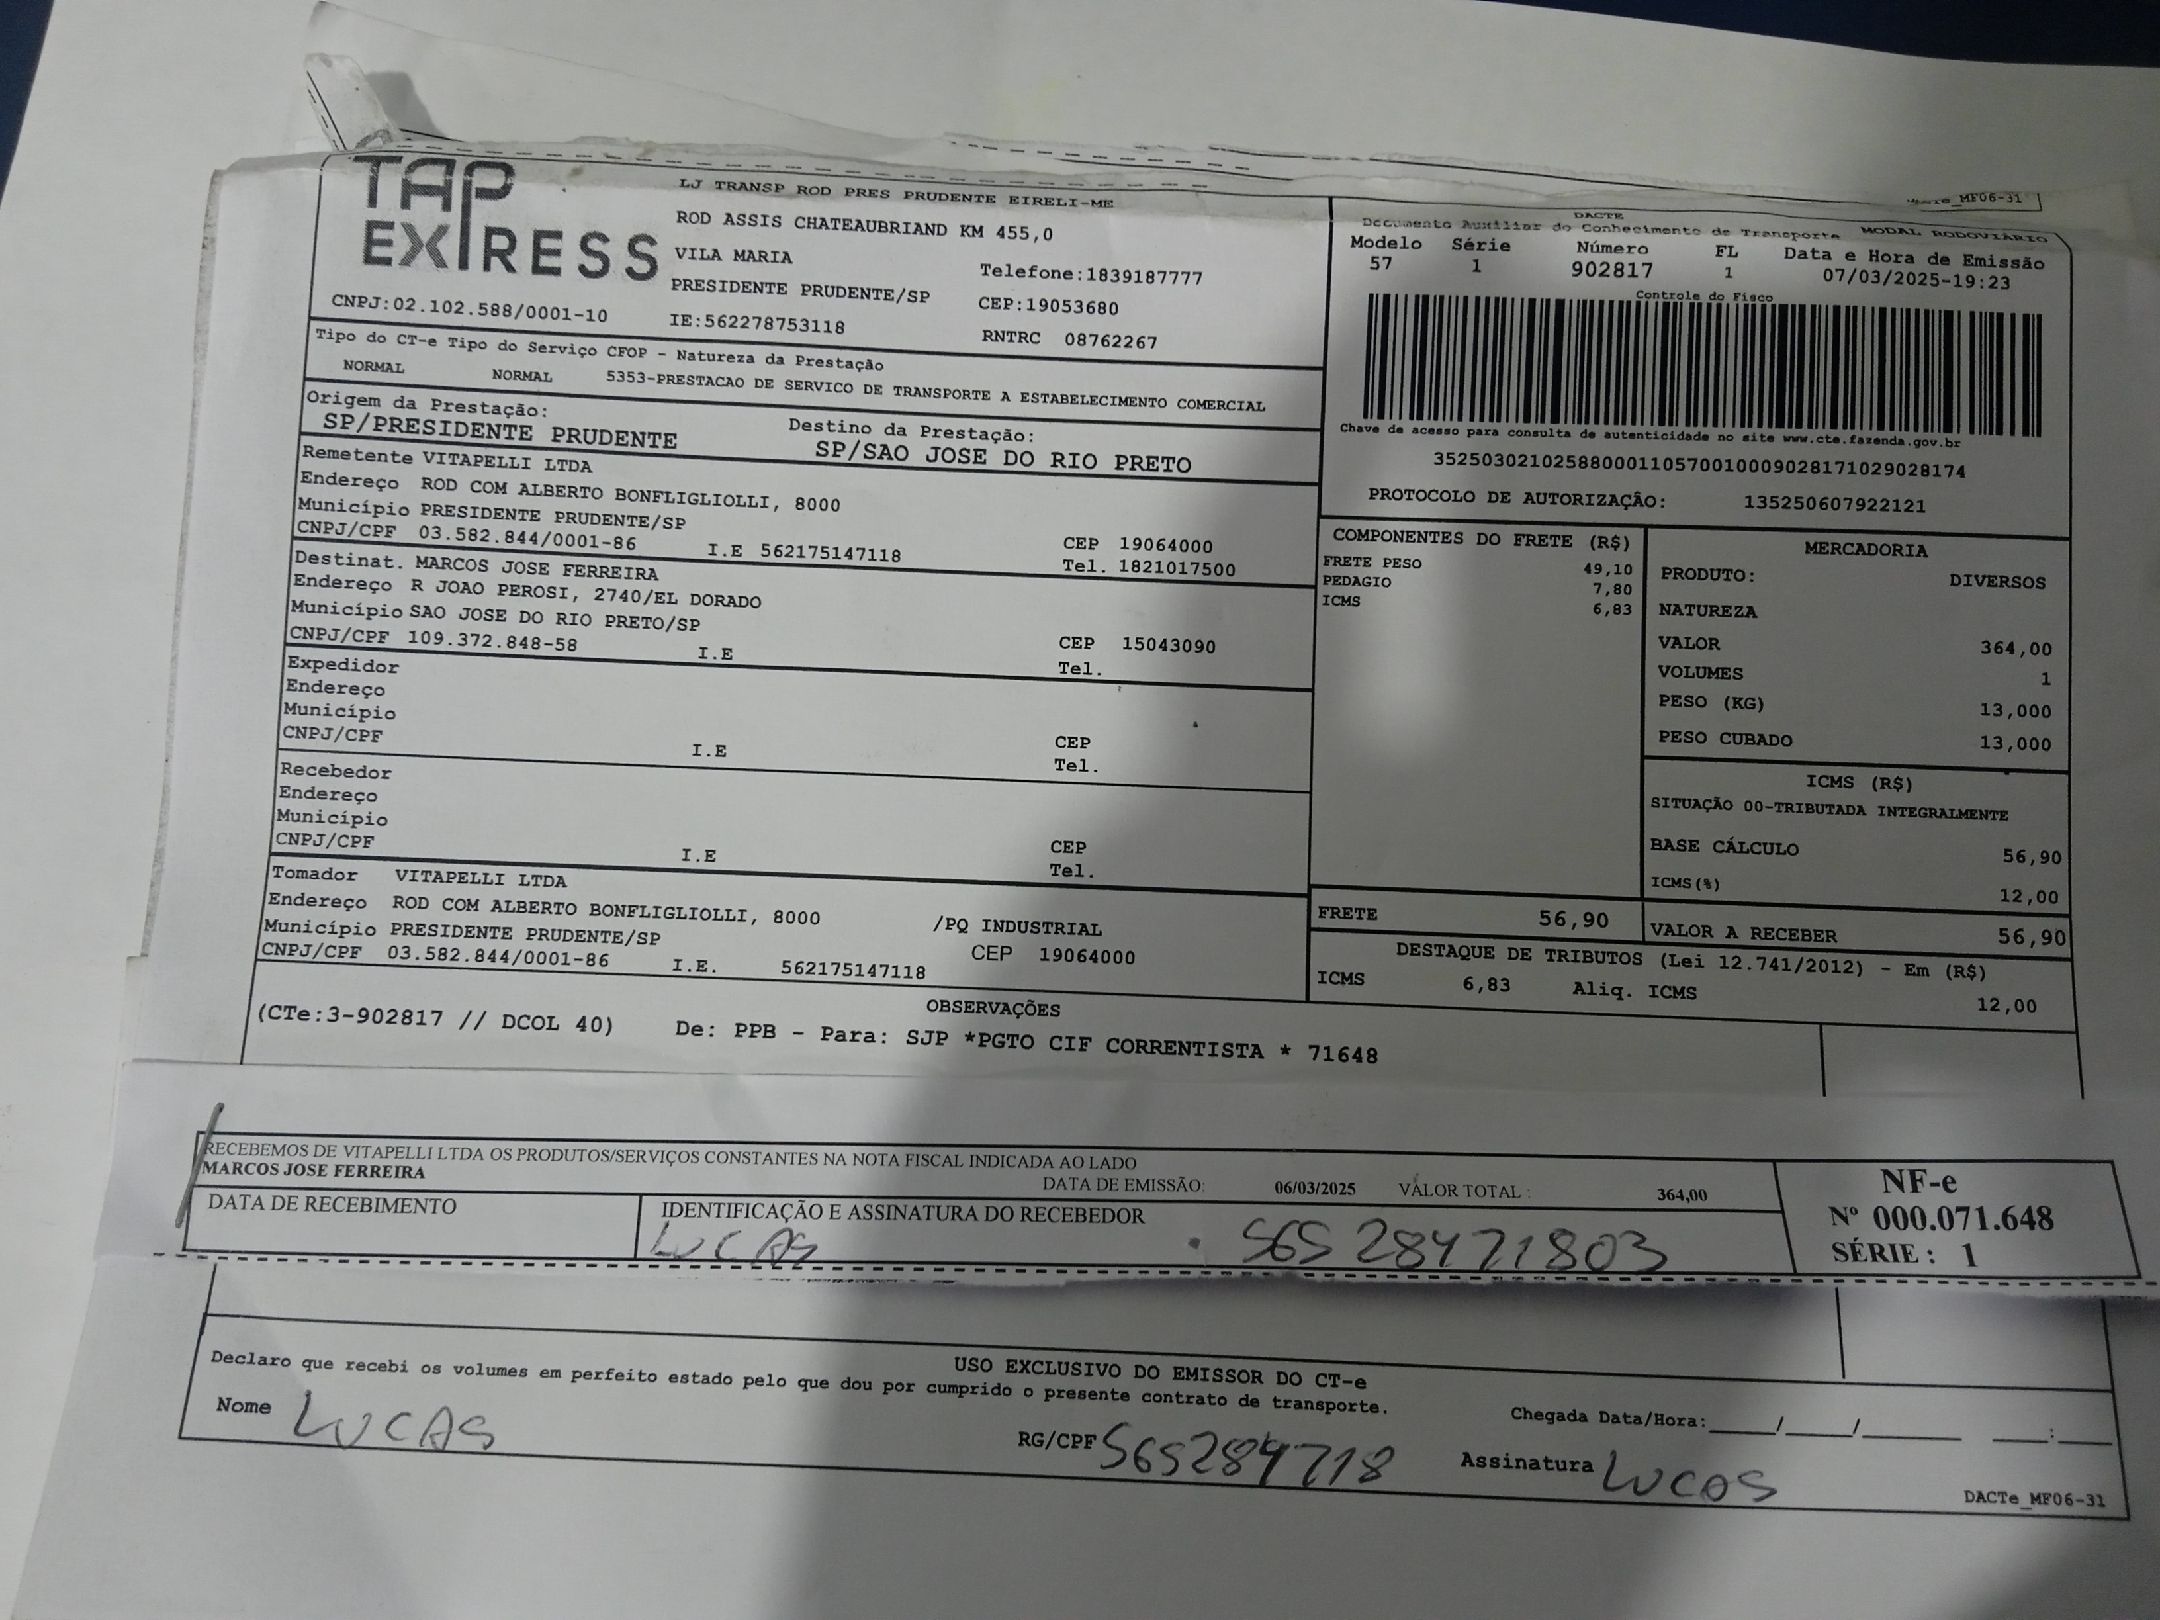 DACTe_MF06-31
TAP EXPRESS
LJ TRANSP ROD PRES PRUDENTE EIRELI-ME
ROD ASSIS CHATEAUBRIAND KM 455,0
VILA MARIA
Telefone:1839187777
PRESIDENTE PRUDENTE/SP
CEP:19053680
CNPJ:02.102.588/0001-10
IE:562278753118
RNTRC 08762267
DACTE
Documento Auxiliar do Conhecimento de Transporte MODAL RODOVIÁRIO
Modelo Série Número FL Data e Hora de Emissão
57 1 902817 1 07/03/2025-19:23
Controle do Fisco
Chave de acesso para consulta de autenticidade no site www.cte.fazenda.gov.br
35250302102588000110570010009028171029028174
PROTOCOLO DE AUTORIZAÇÂO: 135250607922121
Tipo do CT-e Tipo do Serviço CFOP - Natureza da Prestação
NORMAL NORMAL 5353-PRESTACAO DE SERVICO DE TRANSPORTE A ESTABELECIMENTO COMERCIAL
Origem da Prestação: Destino da Prestação:
SP/PRESIDENTE PRUDENTE SP/SAO JOSE DO RIO PRETO
Remetente VITAPELLI LTDA
Endereço ROD COM ALBERTO BONFLIGLIOLLI, 8000
Município PRESIDENTE PRUDENTE/SP CEP 19064000
CNPJ/CPF 03.582.844/0001-86 I.E 562175147118 Tel. 1821017500
Destinat. MARCOS JOSE FERREIRA
Endereço R JOAO PEROSI, 2740/EL DORADO
Município SAO JOSE DO RIO PRETO/SP CEP 15043090
CNPJ/CPF 109.372.848-58 I.E Tel.
Expedidor
Endereço
Município CEP
CNPJ/CPF I.E Tel.
Recebedor
Endereço
Município CEP
CNPJ/CPF I.E Tel.
Tomador VITAPELLI LTDA
Endereço ROD COM ALBERTO BONFLIGLIOLLI, 8000 /PQ INDUSTRIAL
Município PRESIDENTE PRUDENTE/SP CEP 19064000
CNPJ/CPF 03.582.844/0001-86 I.E. 562175147118
COMPONENTES DO FRETE (R$)
FRETE PESO 49,10
PEDAGIO 7,80
ICMS 6,83
MERCADORIA
PRODUTO: DIVERSOS
NATUREZA
VALOR 364,00
VOLUMES 1
PESO (KG) 13,000
PESO CUBADO 13,000
ICMS (R$)
SITUAÇÃO 00-TRIBUTADA INTEGRALMENTE
BASE CÁLCULO 56,90
ICMS(%) 12,00
FRETE 56,90 VALOR A RECEBER 56,90
DESTAQUE DE TRIBUTOS (Lei 12.741/2012) - Em (R$)
ICMS 6,83 Aliq. ICMS 12,00
OBSERVAÇÕES
(CTe:3-902817 // DCOL 40) De: PPB - Para: SJP *PGTO CIF CORRENTISTA * 71648
RECEBEMOS DE VITAPELLI LTDA OS PRODUTOS/SERVIÇOS CONSTANTES NA NOTA FISCAL INDICADA AO LADO
MARCOS JOSE FERREIRA DATA DE EMISSÃO: 06/03/2025 VALOR TOTAL : 364,00
DATA DE RECEBIMENTO IDENTIFICAÇÃO E ASSINATURA DO RECEBEDOR
LUCAS 56528471803
NF-e
Nº 000.071.648
SÉRIE : 1
USO EXCLUSIVO DO EMISSOR DO CT-e
Declaro que recebi os volumes em perfeito estado pelo que dou por cumprido o presente contrato de transporte.
Chegada Data/Hora:____/____/______ ____:____
Nome LUCAS RG/CPF 565284718 Assinatura LUCAS
DACTe_MF06-31